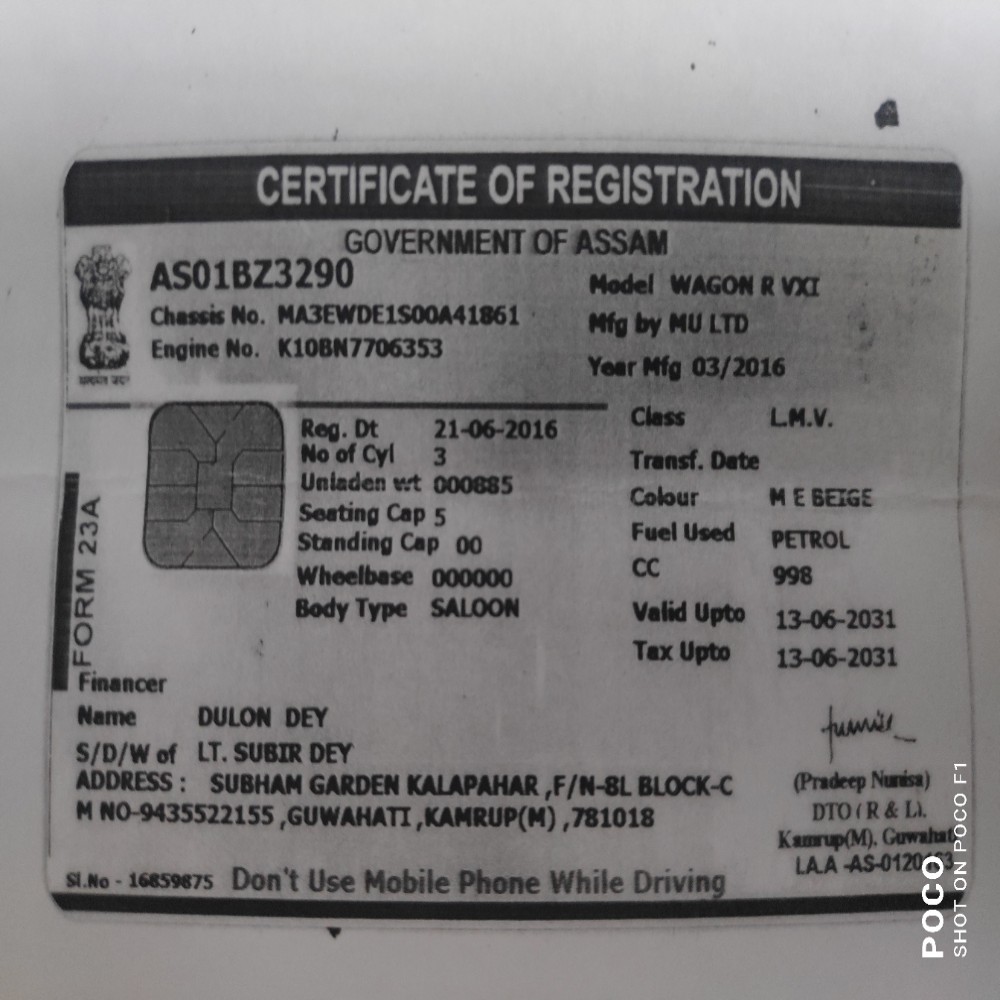 CERTIFICATE OF REGISTRATION
GOVERNMENT OF ASSAM
AS01BZ3290
Chassis No. MA3EWDE1S00A41861
Engine No. K10BN7706353
Model WAGON R VXI
Mfg by MU LTD
Year Mfg 03/2016
Reg. Dt 21-06-2016
No of Cyl 3
Unladen wt 000885
Seating Cap 5
Standing Cap 00
Wheelbase 000000
Body Type SALOON
Class L.M.V.
Transf. Date
Colour M E BEIGE
Fuel Used PETROL
CC 998
Valid Upto 13-06-2031
Tax Upto 13-06-2031
FORM 23A
Financer
Name DULON DEY
S/D/W of LT. SUBIR DEY
ADDRESS : SUBHAM GARDEN KALAPAHAR ,F/N-8L BLOCK-C
M NO-9435522155 ,GUWAHATI ,KAMRUP(M) ,781018
(Pradeep Nunisa)
DTO (R & L).
Kamrup(M), Guwahati
I.A.A -AS-0120
Sl.No - 16859875 Don't Use Mobile Phone While Driving
POCO
SHOT ON POCO F1